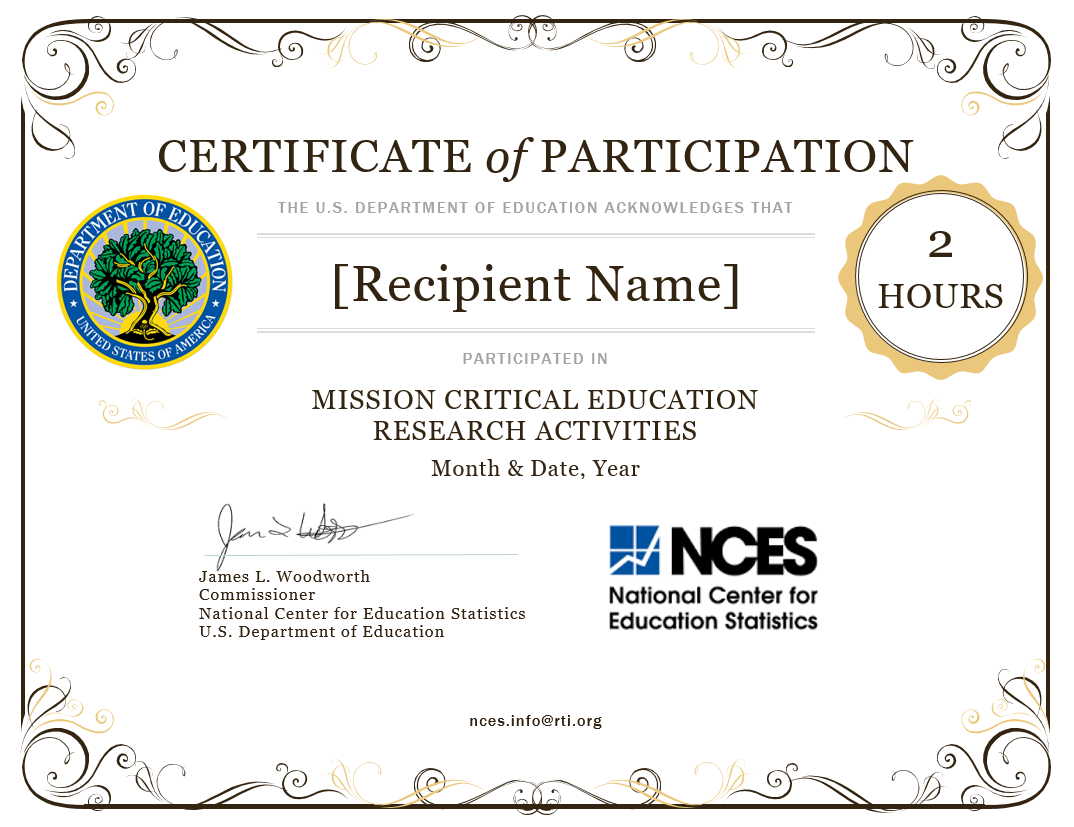 CERTIFICATE of PARTICIPATION
THE U.S. DEPARTMENT OF EDUCATION ACKNOWLEDGES THAT
DEPARTMENT OF EDUCATION
UNITED STATES OF AMERICA
[Recipient Name]
2
HOURS
PARTICIPATED IN
MISSION CRITICAL EDUCATION
RESEARCH ACTIVITIES
Month & Date, Year
James L. Woodworth
Commissioner
National Center for Education Statistics
U.S. Department of Education
NCES
National Center for
Education Statistics
nces.info@rti.org